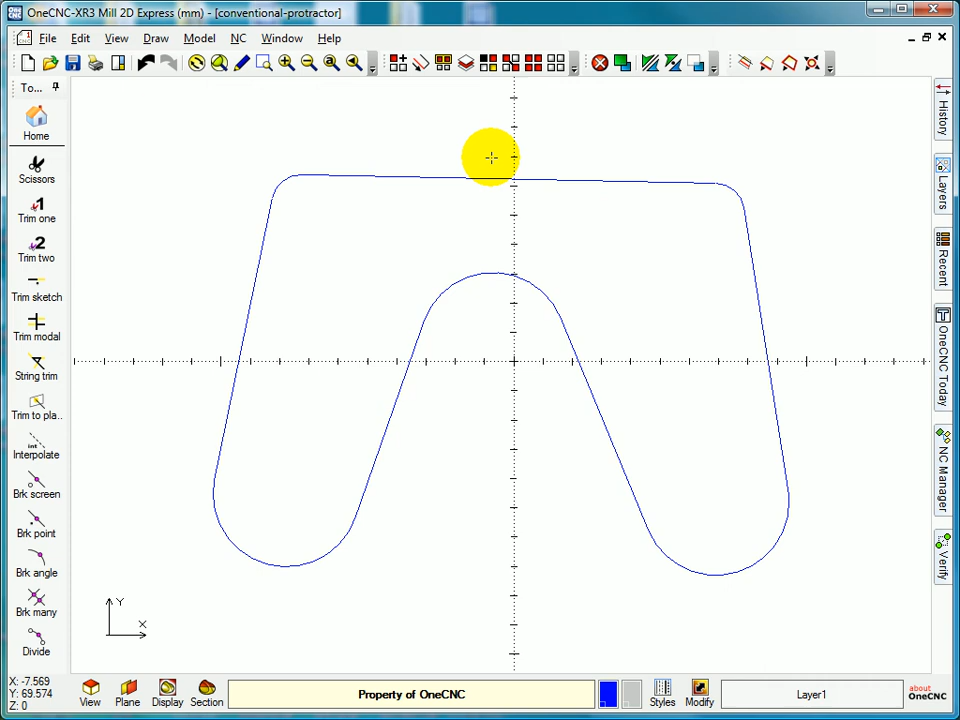 OneCNC-XR3 Mill 2D Express (mm) - [conventional-protractor]
File Edit View Draw Model NC Window Help
To...
Home
Scissors
Trim one
Trim two
Trim sketch
Trim modal
String trim
Trim to pla..
Interpolate
Brk screen
Brk point
Brk angle
Brk many
Divide
int
Y
X
History
Layers
Recent
OneCNC Today
NC Manager
Verify
X: -7.569
Y: 69.574
Z: 0
View Plane Display Section
Property of OneCNC
Styles Modify
Layer1
about
OneCNC